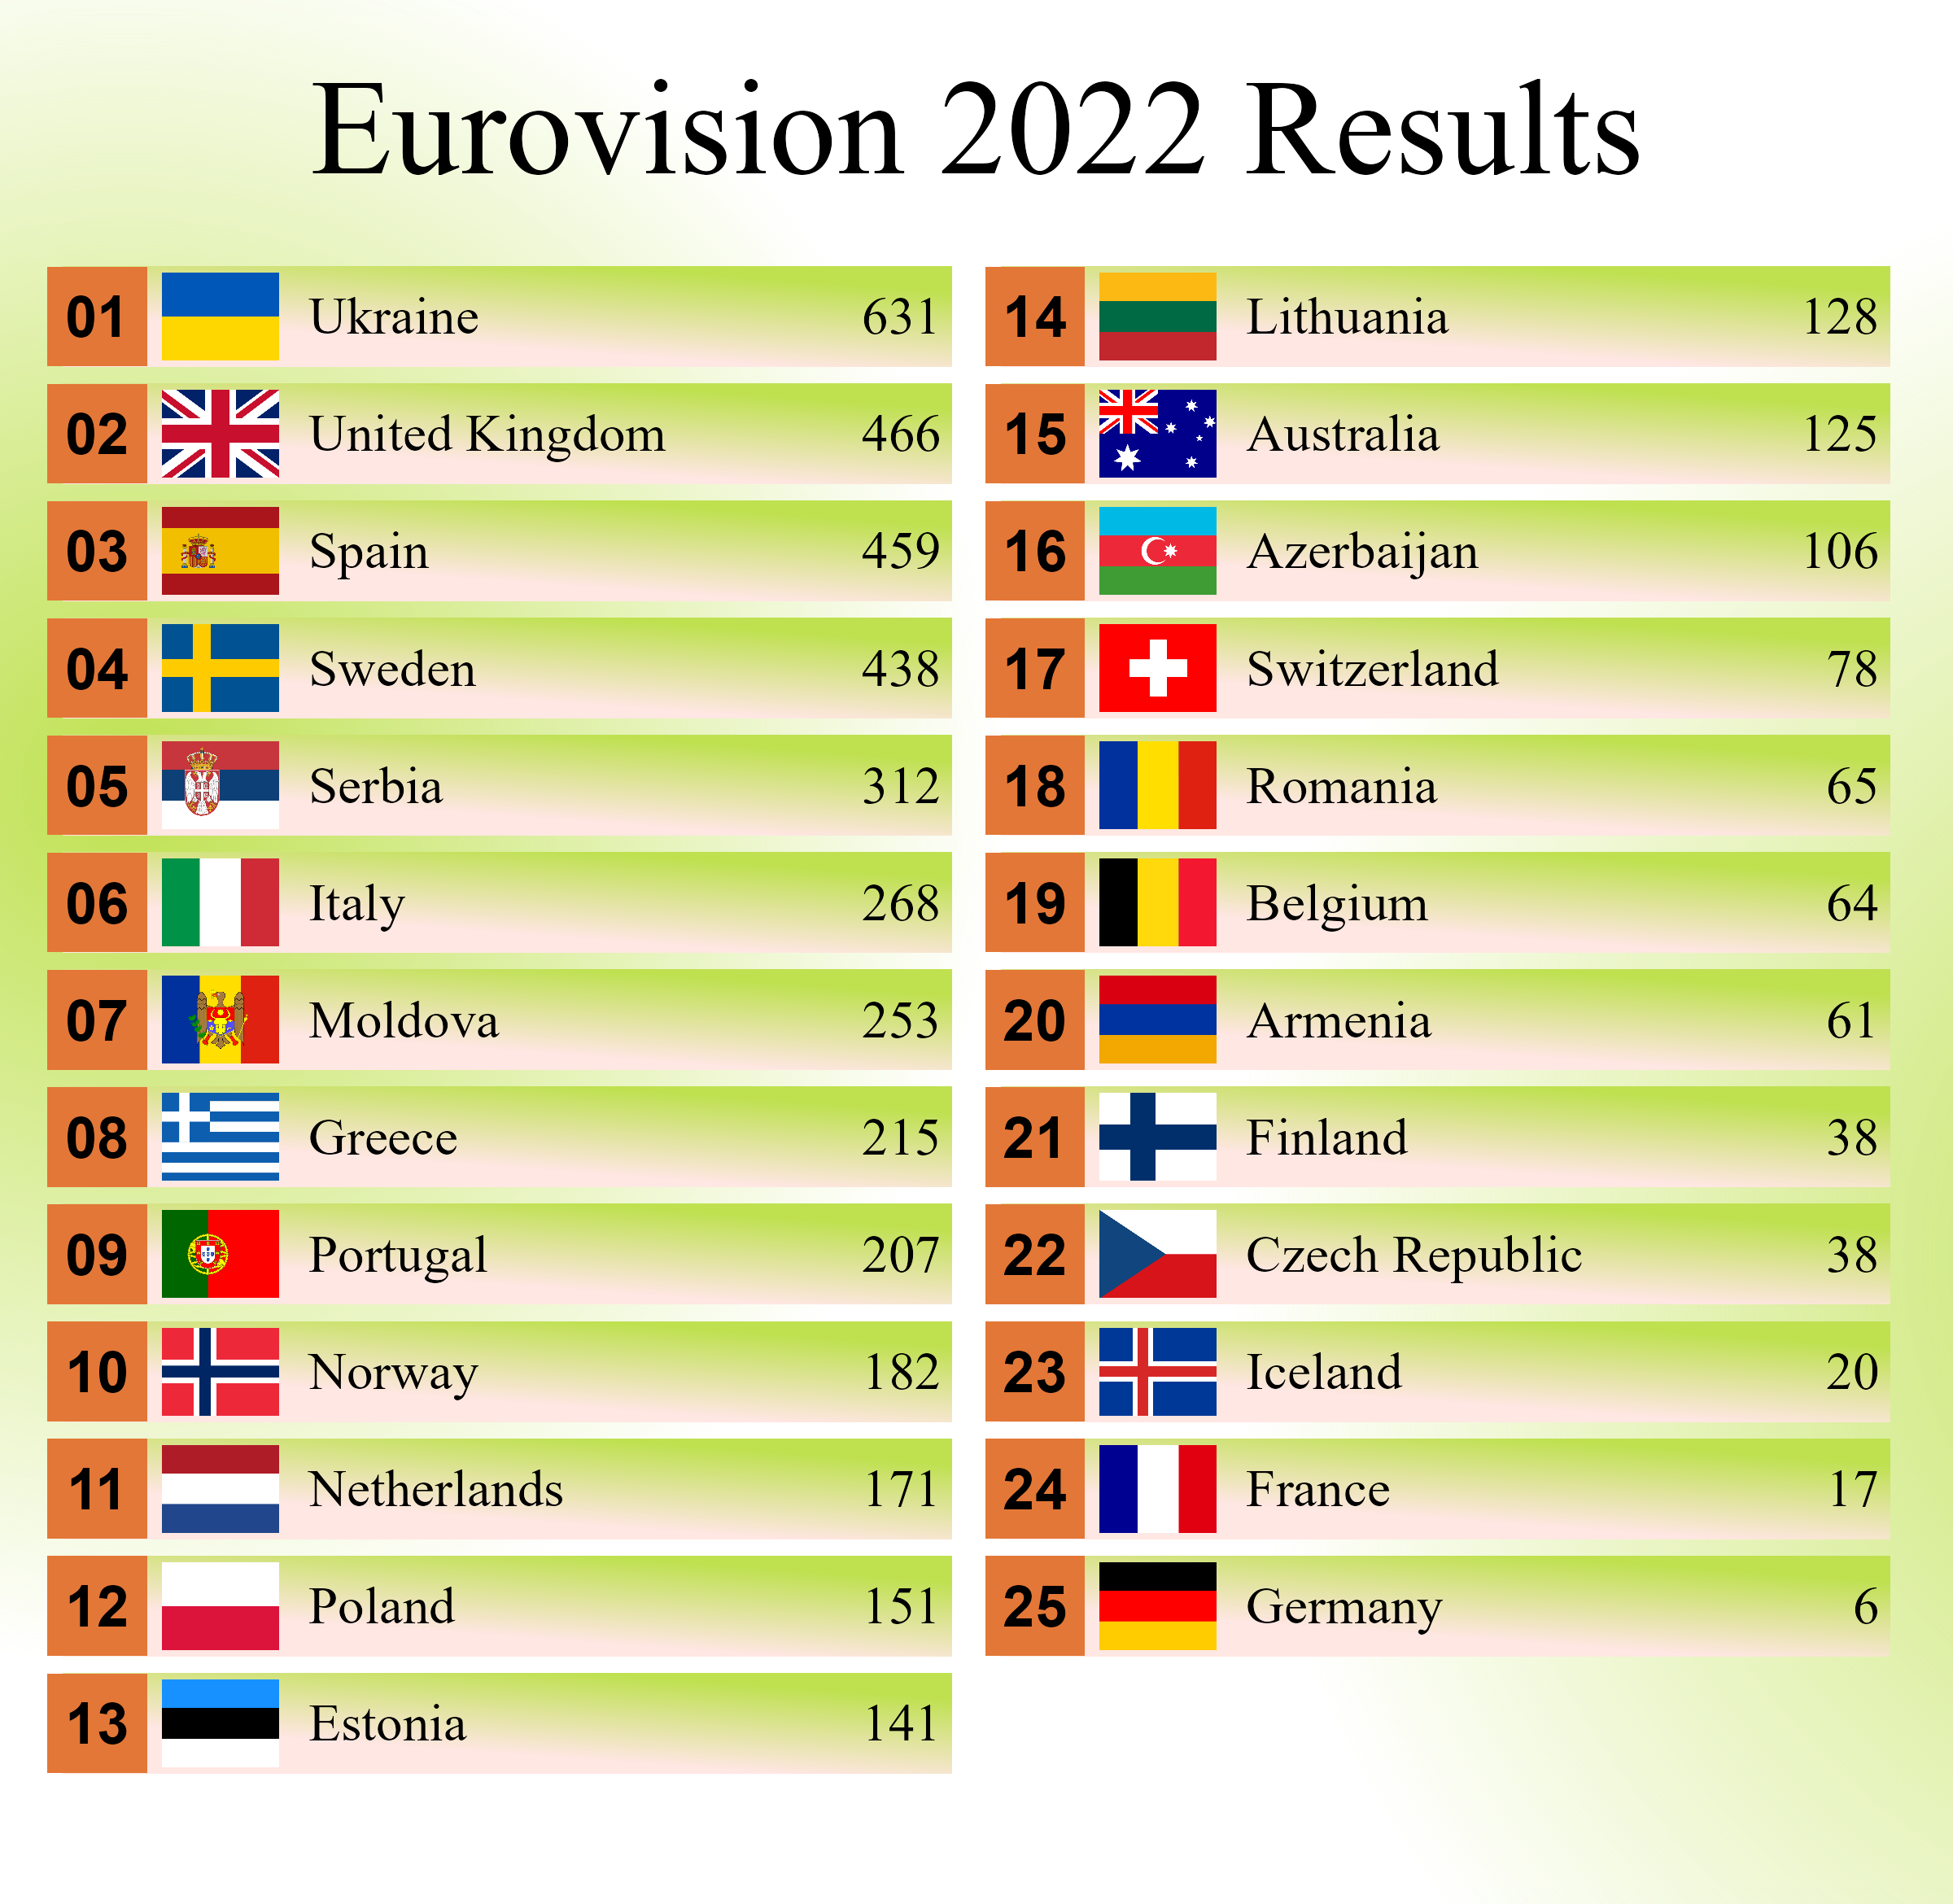 Eurovision 2022 Results
01 Ukraine 631
02 United Kingdom 466
03 Spain 459
04 Sweden 438
05 Serbia 312
06 Italy 268
07 Moldova 253
08 Greece 215
09 Portugal 207
10 Norway 182
11 Netherlands 171
12 Poland 151
13 Estonia 141
14 Lithuania 128
15 Australia 125
16 Azerbaijan 106
17 Switzerland 78
18 Romania 65
19 Belgium 64
20 Armenia 61
21 Finland 38
22 Czech Republic 38
23 Iceland 20
24 France 17
25 Germany 6